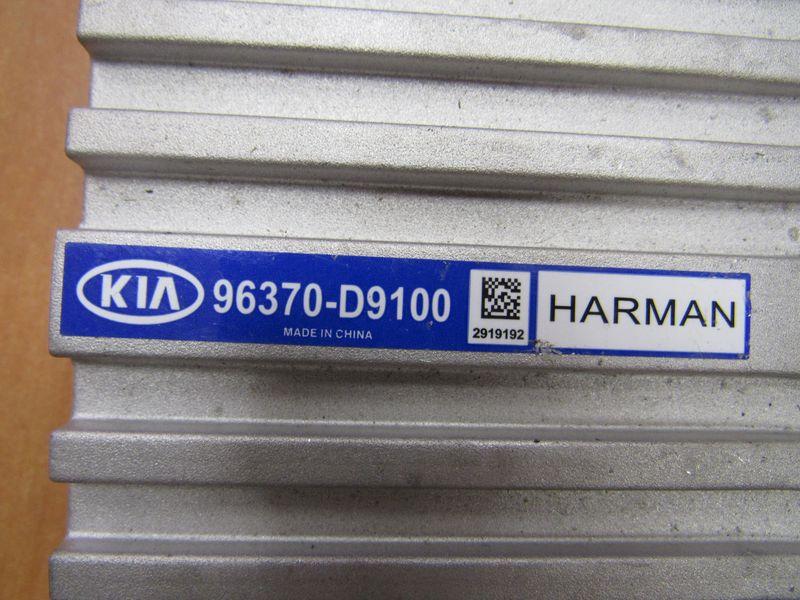 KIA 96370-D9100
MADE IN CHINA
2919192
HARMAN